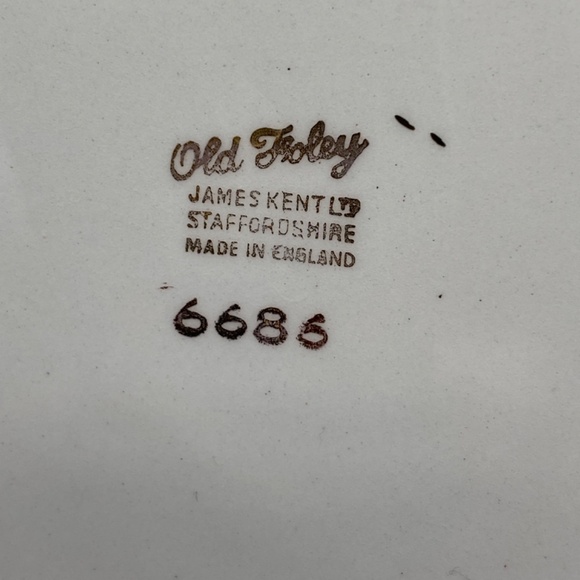 Old Foley
JAMES KENT LTD
STAFFORDSHIRE
MADE IN ENGLAND
6686